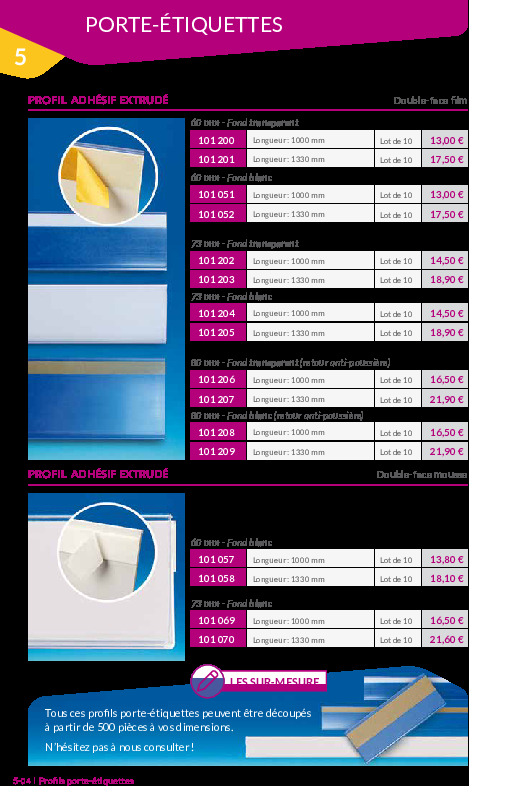 PORTE-ÉTIQUETTES
5
PROFIL ADHÉSIF EXTRUDÉ Double-face film
60 mm - Fond transparent
101 200 Longueur : 1000 mm Lot de 10 13,00 €
101 201 Longueur : 1330 mm Lot de 10 17,50 €
60 mm - Fond blanc
101 051 Longueur : 1000 mm Lot de 10 13,00 €
101 052 Longueur : 1330 mm Lot de 10 17,50 €
73 mm - Fond transparent
101 202 Longueur : 1000 mm Lot de 10 14,50 €
101 203 Longueur : 1330 mm Lot de 10 18,90 €
73 mm - Fond blanc
101 204 Longueur : 1000 mm Lot de 10 14,50 €
101 205 Longueur : 1330 mm Lot de 10 18,90 €
80 mm - Fond transparent (retour anti-poussière)
101 206 Longueur : 1000 mm Lot de 10 16,50 €
101 207 Longueur : 1330 mm Lot de 10 21,90 €
80 mm - Fond blanc (retour anti-poussière)
101 208 Longueur : 1000 mm Lot de 10 16,50 €
101 209 Longueur : 1330 mm Lot de 10 21,90 €
PROFIL ADHÉSIF EXTRUDÉ Double-face mousse
60 mm - Fond blanc
101 057 Longueur : 1000 mm Lot de 10 13,80 €
101 058 Longueur : 1330 mm Lot de 10 18,10 €
73 mm - Fond blanc
101 069 Longueur : 1000 mm Lot de 10 16,50 €
101 070 Longueur : 1330 mm Lot de 10 21,60 €
LES SUR-MESURE
Tous ces profils porte-étiquettes peuvent être découpés
à partir de 500 pièces à vos dimensions.
N'hésitez pas à nous consulter !
5-04 I Profils porte-étiquettes